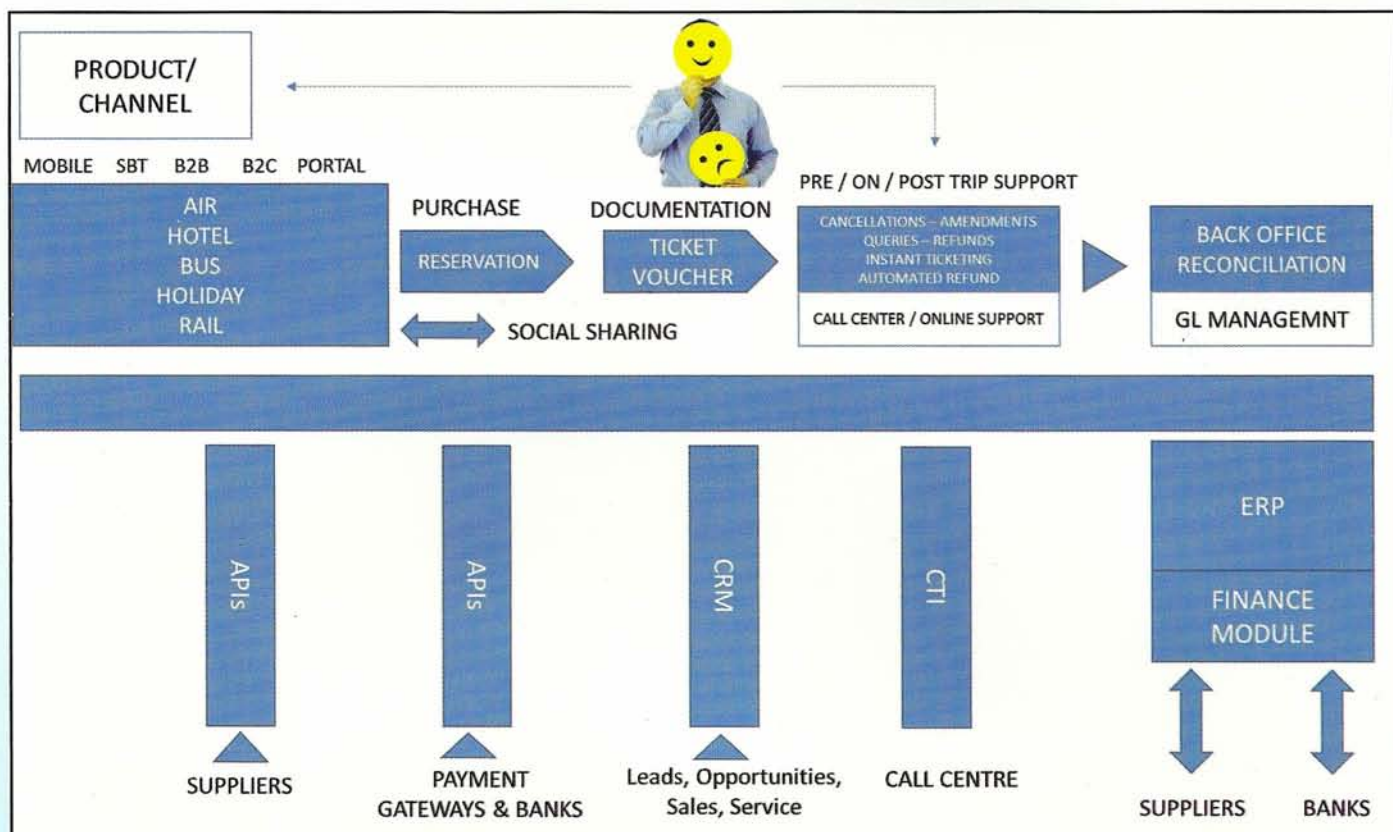 PRODUCT/
CHANNEL
MOBILE SBT B2B B2C PORTAL
AIR
HOTEL
BUS
HOLIDAY
RAIL
PURCHASE
RESERVATION
SOCIAL SHARING
DOCUMENTATION
TICKET
VOUCHER
PRE / ON / POST TRIP SUPPORT
CANCELLATIONS – AMENDMENTS
QUERIES – REFUNDS
INSTANT TICKETING
AUTOMATED REFUND
CALL CENTER / ONLINE SUPPORT
BACK OFFICE
RECONCILIATION
GL MANAGEMNT
APIs
SUPPLIERS
APIs
PAYMENT
GATEWAYS & BANKS
CRM
Leads, Opportunities,
Sales, Service
CTI
CALL CENTRE
ERP
FINANCE
MODULE
SUPPLIERS
BANKS